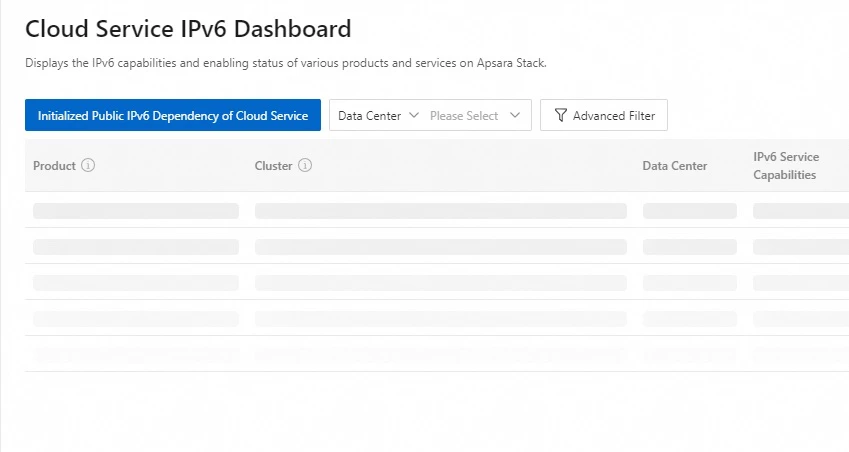 Cloud Service IPv6 Dashboard
Displays the IPv6 capabilities and enabling status of various products and services on Apsara Stack.
Initialized Public IPv6 Dependency of Cloud Service
Data Center
Please Select
Advanced Filter
Product
Cluster
Data Center
IPv6 Service
Capabilities